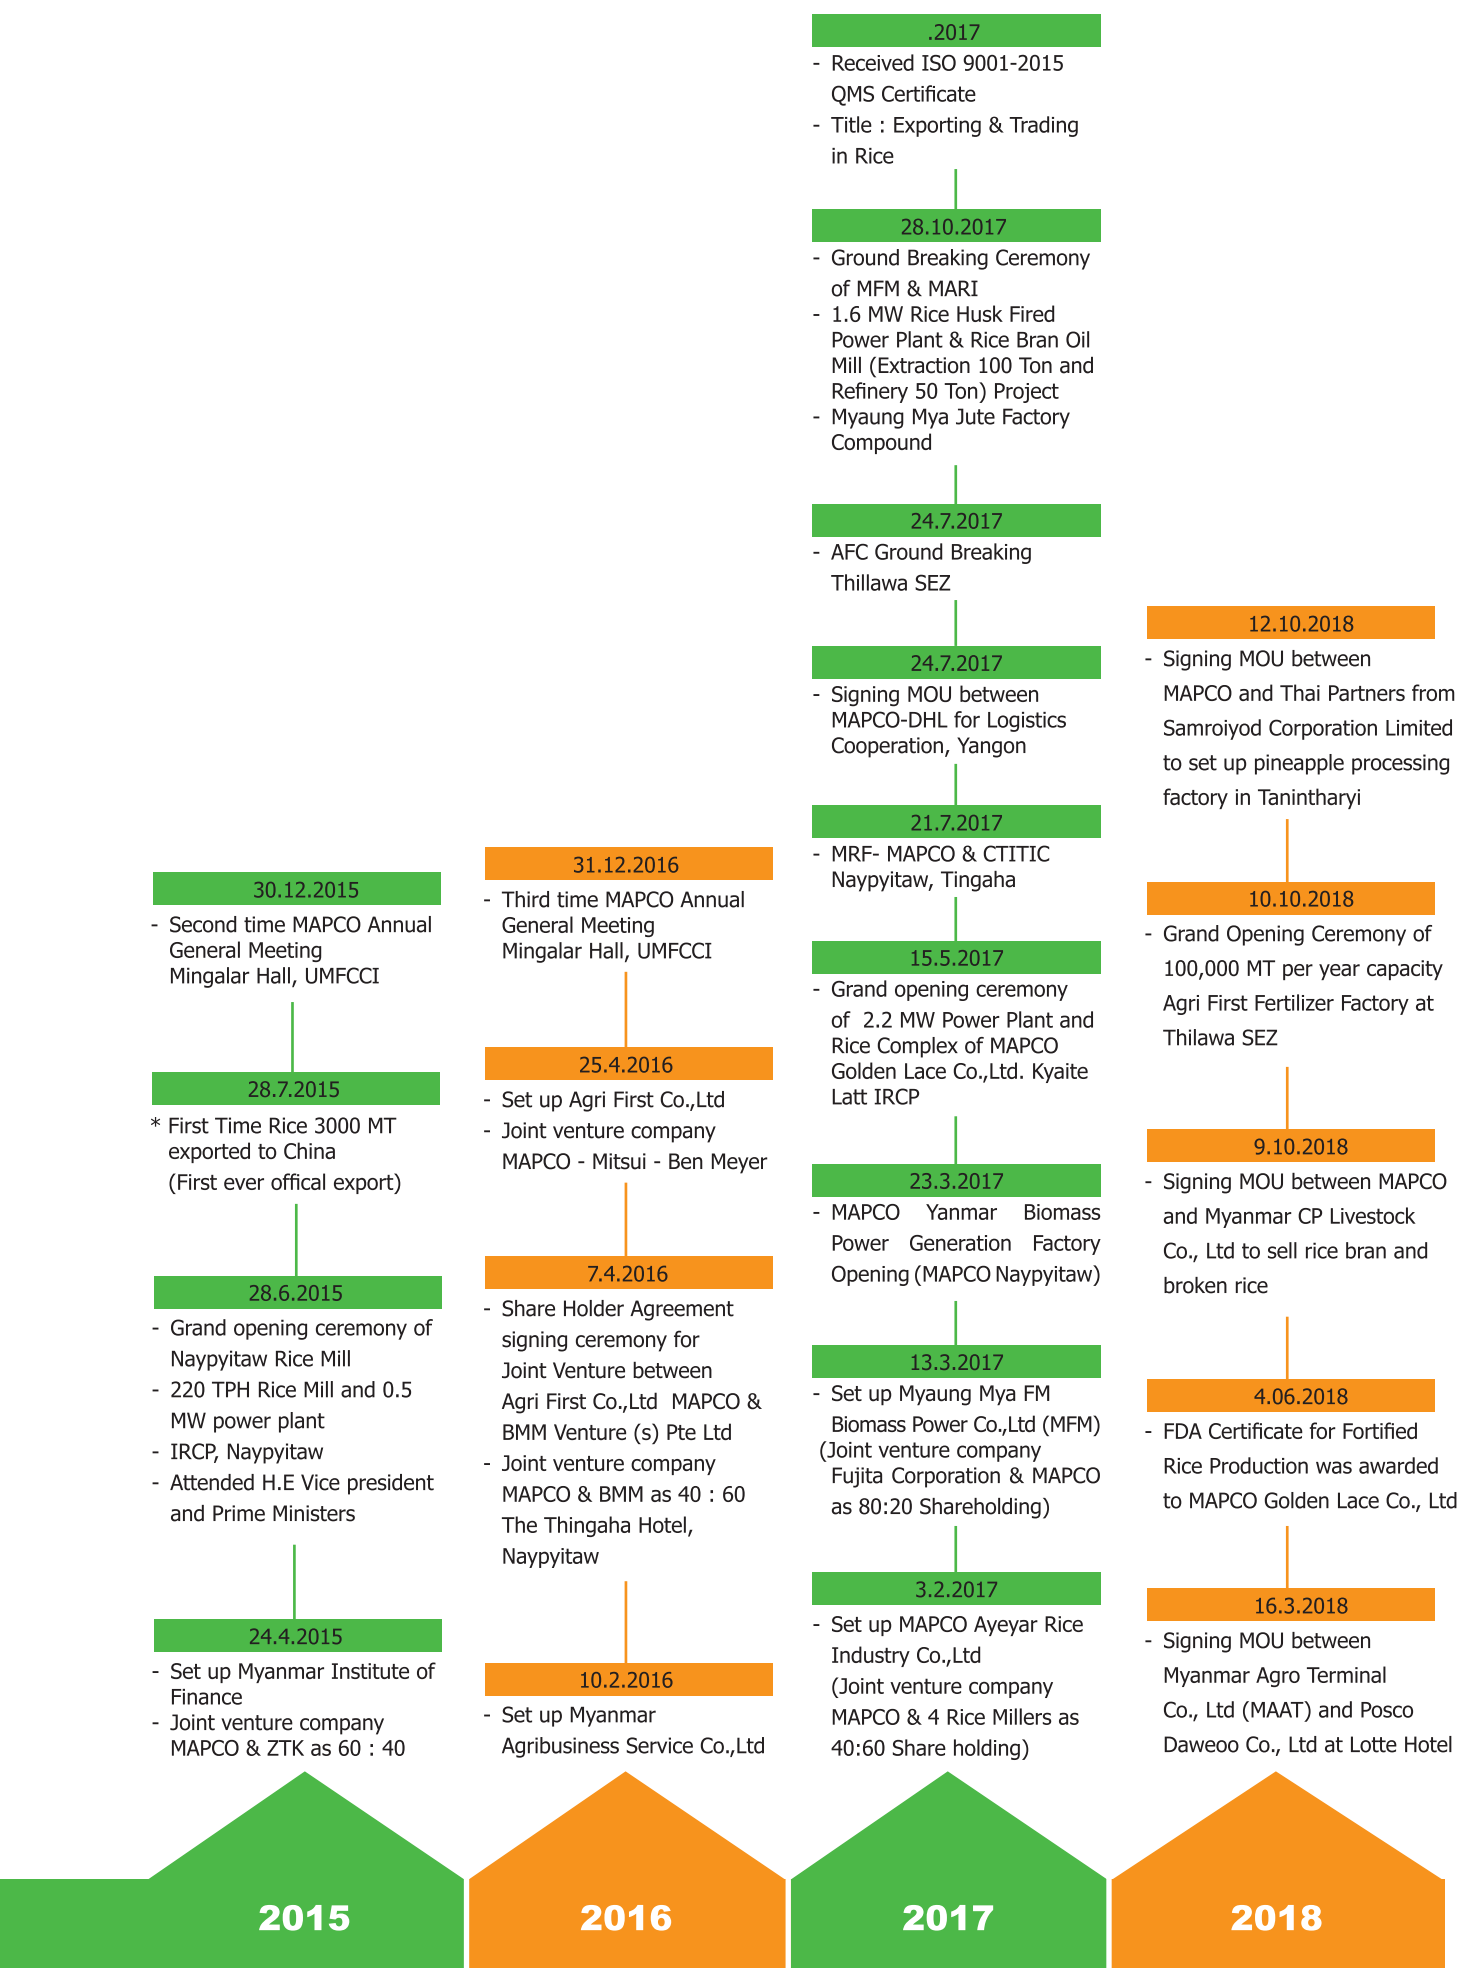 30.12.2015
- Second time MAPCO Annual
General Meeting
Mingalar Hall, UMFCCI
28.7.2015
* First Time Rice 3000 MT
exported to China
(First ever offical export)
28.6.2015
- Grand opening ceremony of
Naypyitaw Rice Mill
- 220 TPH Rice Mill and 0.5
MW power plant
- IRCP, Naypyitaw
- Attended H.E Vice president
and Prime Ministers
24.4.2015
- Set up Myanmar Institute of
Finance
- Joint venture company
MAPCO & ZTK as 60 : 40
2015
31.12.2016
- Third time MAPCO Annual
General Meeting
Mingalar Hall, UMFCCI
25.4.2016
- Set up Agri First Co.,Ltd
- Joint venture company
MAPCO - Mitsui - Ben Meyer
7.4.2016
- Share Holder Agreement
signing ceremony for
Joint Venture between
Agri First Co.,Ltd MAPCO &
BMM Venture (s) Pte Ltd
- Joint venture company
MAPCO & BMM as 40 : 60
The Thingaha Hotel,
Naypyitaw
10.2.2016
- Set up Myanmar
Agribusiness Service Co.,Ltd
2016
.2017
- Received ISO 9001-2015
QMS Certificate
- Title : Exporting & Trading
in Rice
28.10.2017
- Ground Breaking Ceremony
of MFM & MARI
- 1.6 MW Rice Husk Fired
Power Plant & Rice Bran Oil
Mill (Extraction 100 Ton and
Refinery 50 Ton) Project
- Myaung Mya Jute Factory
Compound
24.7.2017
- AFC Ground Breaking
Thillawa SEZ
24.7.2017
- Signing MOU between
MAPCO-DHL for Logistics
Cooperation, Yangon
21.7.2017
- MRF- MAPCO & CTITIC
Naypyitaw, Tingaha
15.5.2017
- Grand opening ceremony
of 2.2 MW Power Plant and
Rice Complex of MAPCO
Golden Lace Co.,Ltd. Kyaite
Latt IRCP
23.3.2017
- MAPCO Yanmar Biomass
Power Generation Factory
Opening (MAPCO Naypyitaw)
13.3.2017
- Set up Myaung Mya FM
Biomass Power Co.,Ltd (MFM)
(Joint venture company
Fujita Corporation & MAPCO
as 80:20 Shareholding)
3.2.2017
- Set up MAPCO Ayeyar Rice
Industry Co.,Ltd
(Joint venture company
MAPCO & 4 Rice Millers as
40:60 Share holding)
2017
12.10.2018
- Signing MOU between
MAPCO and Thai Partners from
Samroiyod Corporation Limited
to set up pineapple processing
factory in Tanintharyi
10.10.2018
- Grand Opening Ceremony of
100,000 MT per year capacity
Agri First Fertilizer Factory at
Thilawa SEZ
9.10.2018
- Signing MOU between MAPCO
and Myanmar CP Livestock
Co., Ltd to sell rice bran and
broken rice
4.06.2018
- FDA Certificate for Fortified
Rice Production was awarded
to MAPCO Golden Lace Co., Ltd
16.3.2018
- Signing MOU between
Myanmar Agro Terminal
Co., Ltd (MAAT) and Posco
Daweoo Co., Ltd at Lotte Hotel
2018